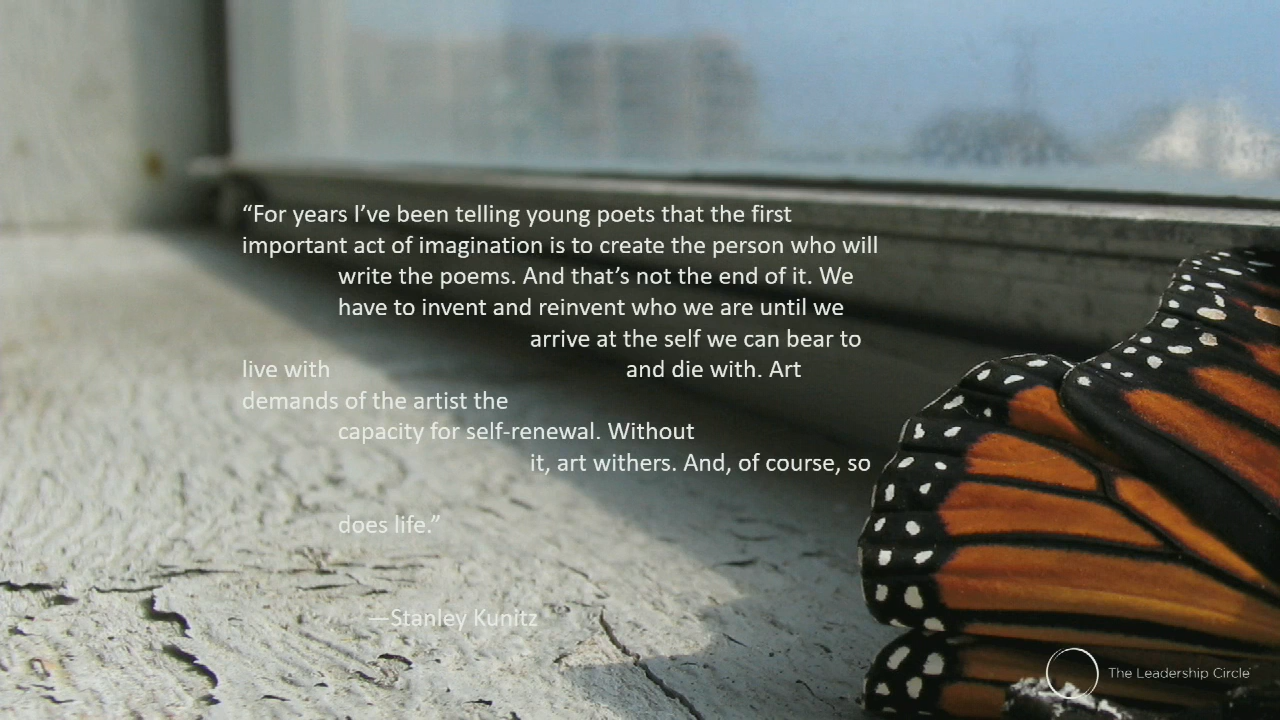 “For years I’ve been telling young poets that the first
important act of imagination is to create the person who will
write the poems. And that’s not the end of it. We
have to invent and reinvent who we are until we
arrive at the self we can bear to
live with and die with. Art
demands of the artist the
capacity for self-renewal. Without
it, art withers. And, of course, so
does life.”
—Stanley Kunitz
The Leadership Circle